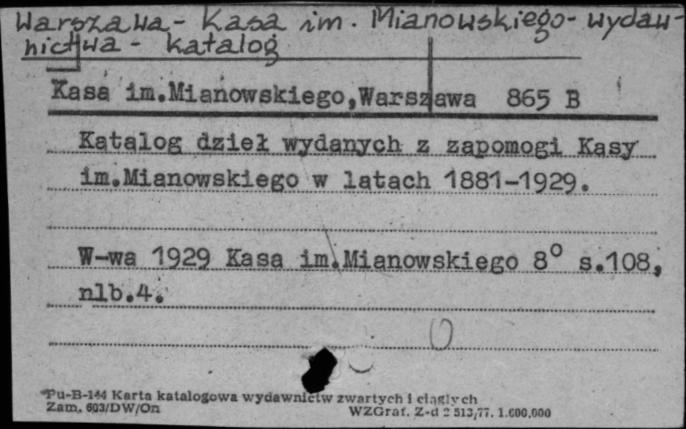 Warszawa - Kasa im. Mianowskiego - wydaw-
nictwa - katalog
Kasa im.Mianowskiego,Warszawa 865 B
Katalog dzieł wydanych z zapomogi Kasy
im.Mianowskiego w latach 1881-1929.
W-wa 1929 Kasa im.Mianowskiego 8° s.108,
nlb.4.
Pu-B-144 Karta katalogowa wydawnictw zwartych i ciągłych
Zam. 603/DW/On WZGraf. Z-d 2 513/77. 1.000.000